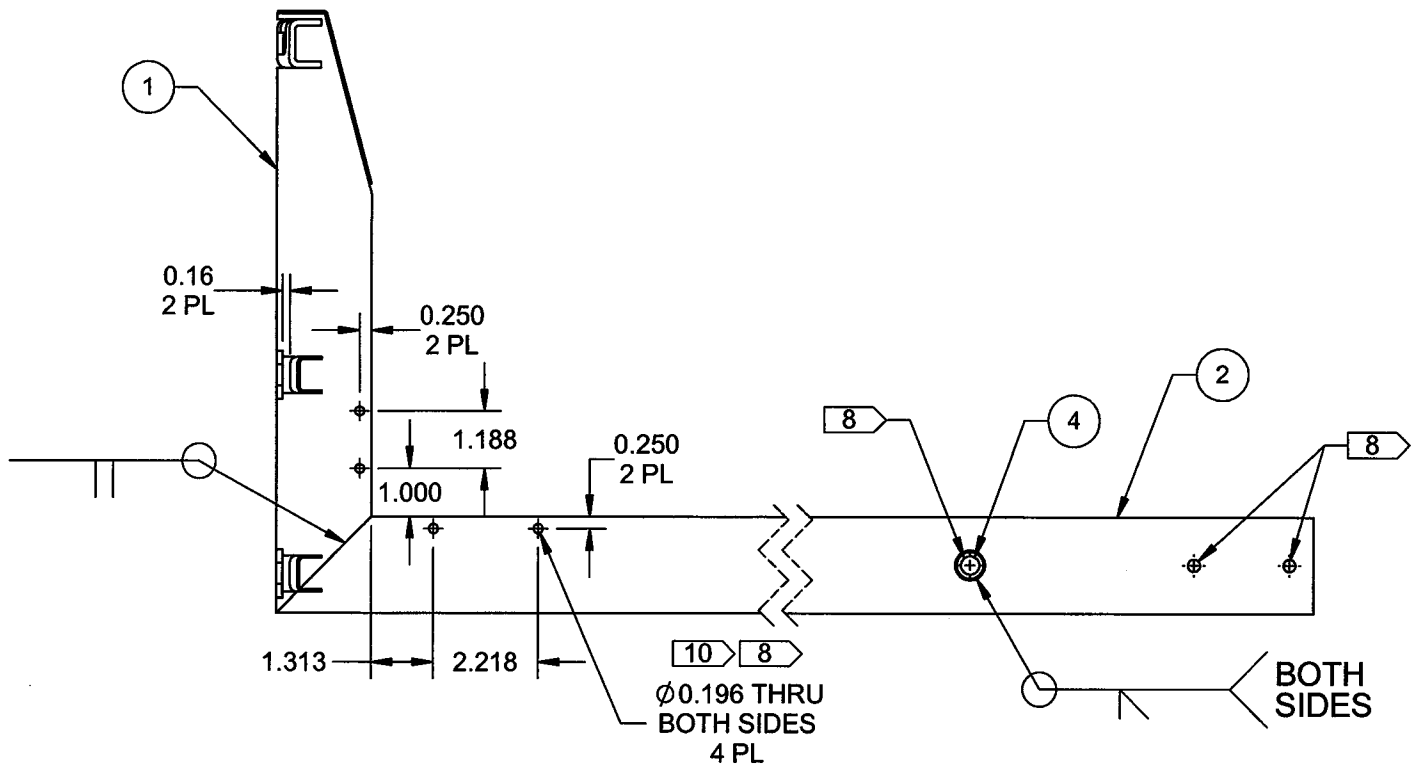 1
0.16
2 PL
0.250
2 PL
2
8
4
8
1.188
0.250
2 PL
1.000
1.313
2.218
10
8
Ø0.196 THRU
BOTH SIDES
4 PL
BOTH
SIDES